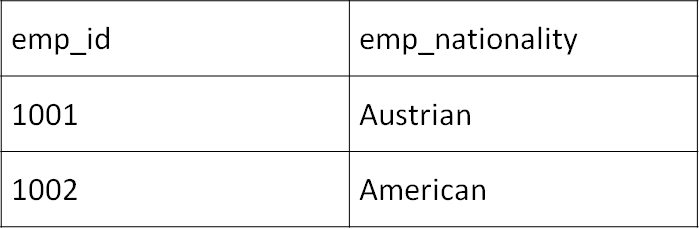 emp_id emp_nationality
1001 Austrian
1002 American